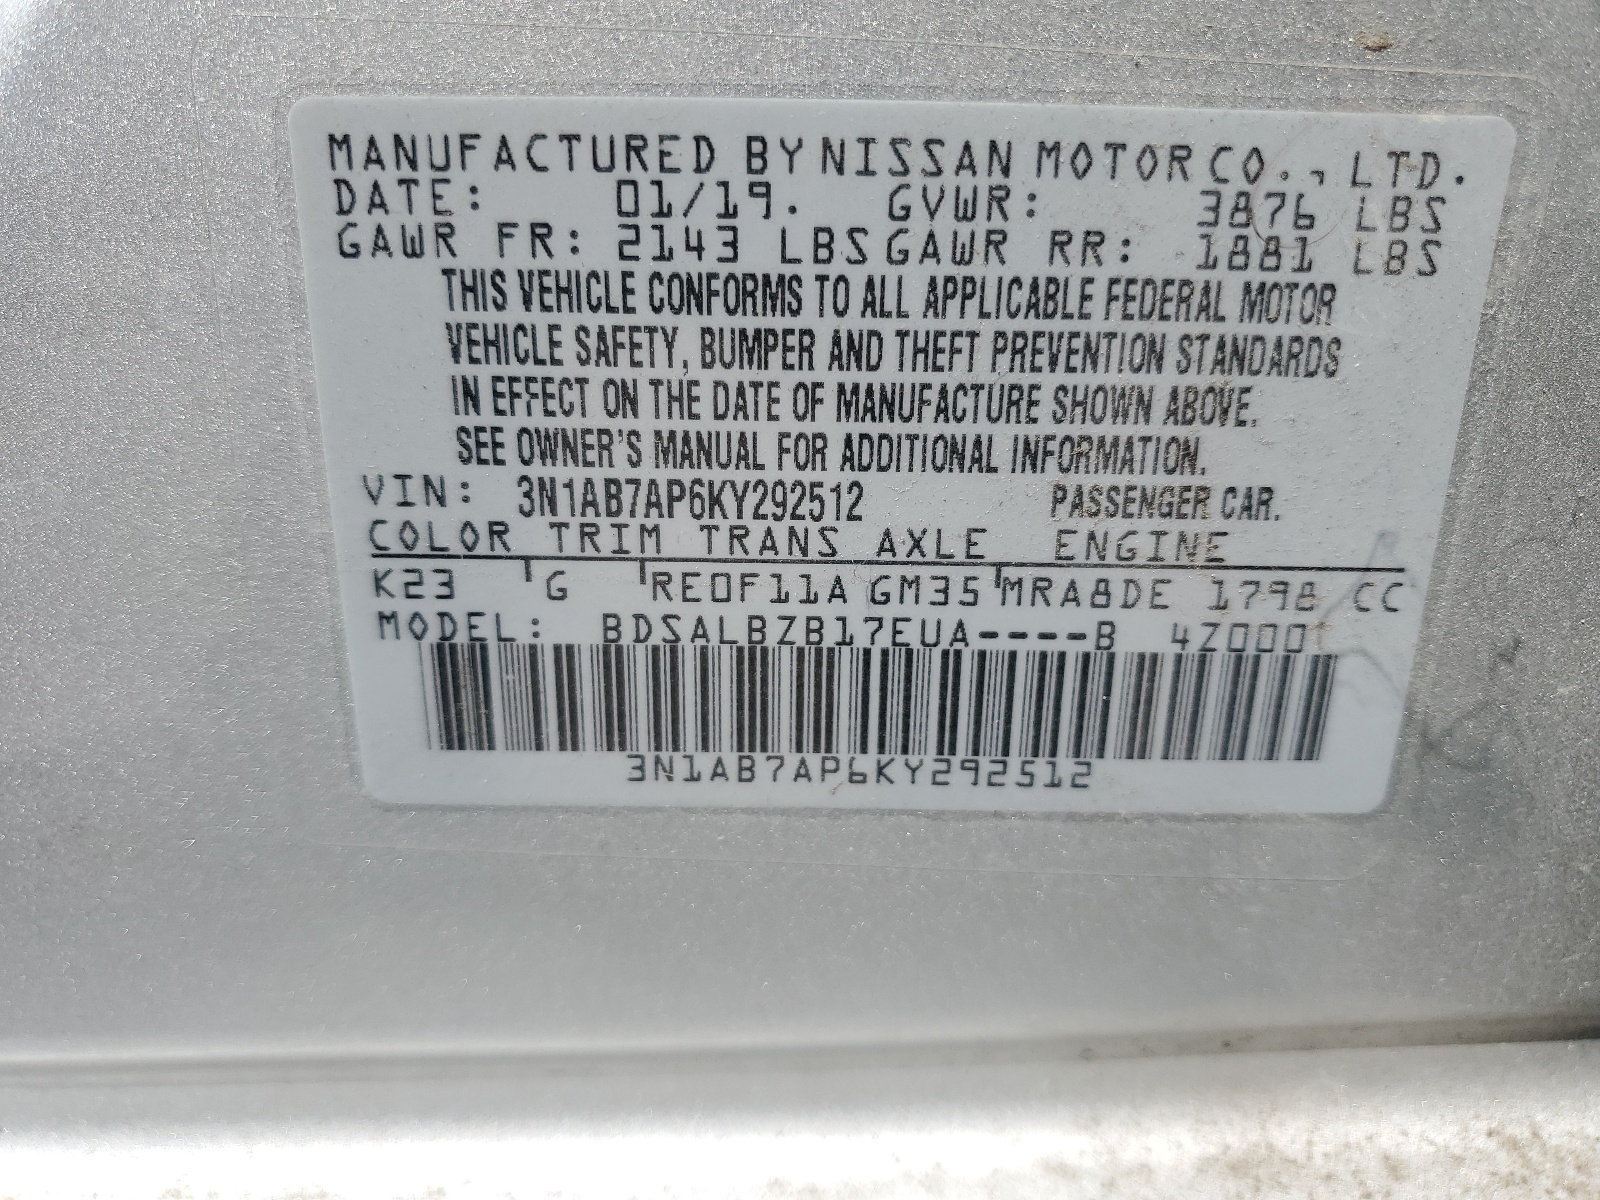 MANUFACTURED BY NISSAN MOTOR CO., LTD.
DATE: 01/19. GVWR: 3876 LBS
GAWR FR: 2143 LBS GAWR RR: 1881 LBS
THIS VEHICLE CONFORMS TO ALL APPLICABLE FEDERAL MOTOR
VEHICLE SAFETY, BUMPER AND THEFT PREVENTION STANDARDS
IN EFFECT ON THE DATE OF MANUFACTURE SHOWN ABOVE.
SEE OWNER'S MANUAL FOR ADDITIONAL INFORMATION.
VIN: 3N1AB7AP6KY292512 PASSENGER CAR.
COLOR TRIM TRANS AXLE ENGINE
K23 G RE0F11A GM35 MRA8DE 1798 CC
MODEL: BDSALBZB17EUA----B 4Z000
3N1AB7AP6KY292512